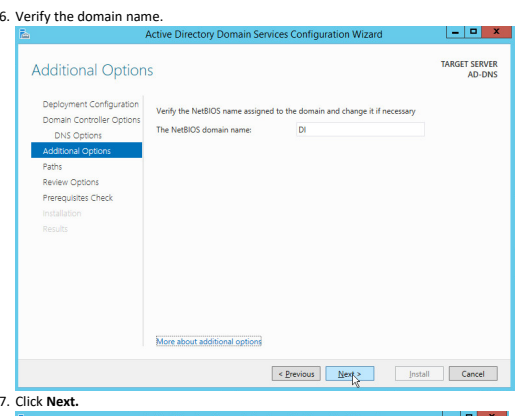 6. Verify the domain name.
Active Directory Domain Services Configuration Wizard
Additional Options
TARGET SERVER
AD-DNS
Deployment Configuration
Domain Controller Options
DNS Options
Additional Options
Paths
Review Options
Prerequisites Check
Installation
Results
Verify the NetBIOS name assigned to the domain and change it if necessary
The NetBIOS domain name: DI
More about additional options
< Previous Next > Install Cancel
7. Click Next.